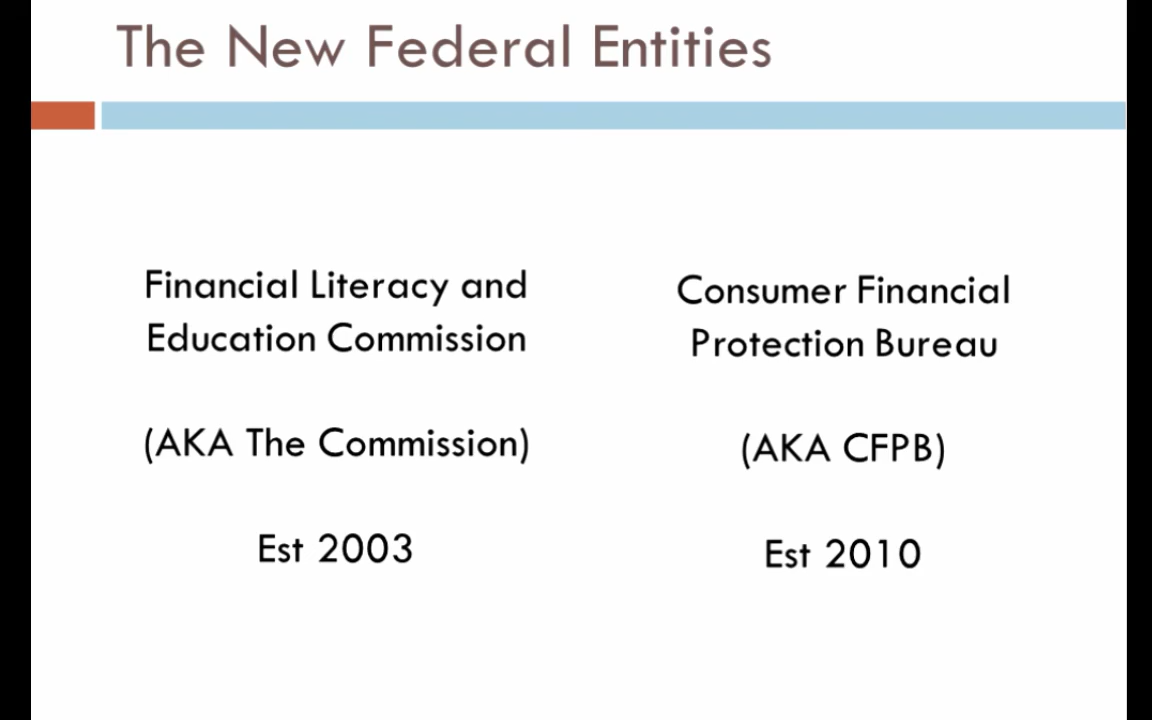 The New Federal Entities
Financial Literacy and
Education Commission
(AKA The Commission)
Est 2003
Consumer Financial
Protection Bureau
(AKA CFPB)
Est 2010